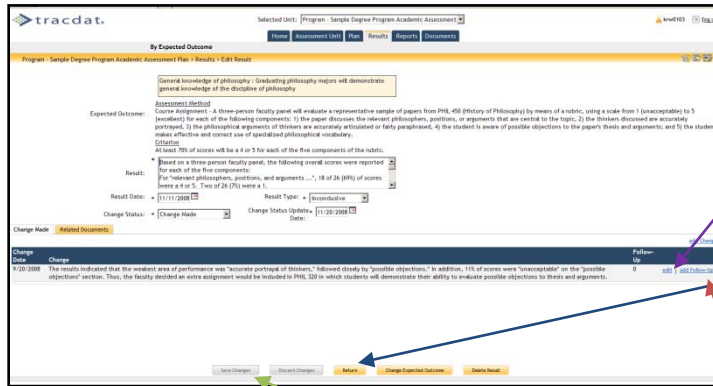 tracdat.
Selected Unit: Program - Sample Degree Program Academic Assessment
krw0103
Home Assessment Unit Plan Results Reports Documents
By Expected Outcome
Program - Sample Degree Program Academic Assessment Plan > Results > Edit Result
General knowledge of philosophy : Graduating philosophy majors will demonstrate
general knowledge of the discipline of philosophy
Assessment Method
Expected Outcome: Course Assignment - A three-person faculty panel will evaluate a representative sample of papers from PHIL 450 (History of Philosophy) by means of a rubric, using a scale from 1 (unacceptable) to 5
(excellent) for each of the following components: 1) the paper discusses the relevant philosophers, positions, or arguments that are central to the topic, 2) the thinkers discussed are accurately
portrayed, 3) the philosophical arguments of thinkers are accurately articulated or fairly paraphrased, 4) the student is aware of possible objections to the paper's thesis and arguments; and 5) the studen
makes effective and correct use of specialized philosophical vocabulary.
Criterion
At least 70% of scores will be a 4 or 5 for each of the five components of the rubric.
Result: * Based on a three-person faculty panel, the following overall scores were reported
for each of the five components:
For "relevant philosophers, positions, and arguments ...", 18 of 26 (69%) of scores
were a 4 or 5. Two of 26 (7%) were a 1.
Result Date: * 11/11/2008 Result Type: * Inconclusive
Change Status: * Change Made Change Status Update * 11/20/2008
Date:
Change Made Related Documents
add Chang
Change Date Change Follow-Up
9/20/2008 The results indicated that the weakest area of performance was "accurate portrayal of thinkers," followed closely by "possible objections." In addition, 11% of scores were "unacceptable" on the "possible 0 edit | add Follow-Up
objections" section. Thus, the faculty decided an extra assignment would be included in PHIL 320 in which students will demonstrate their ability to evaluate possible objections to thesis and arguments.
Save Changes Discard Changes Return Change Expected Outcome Delete Result